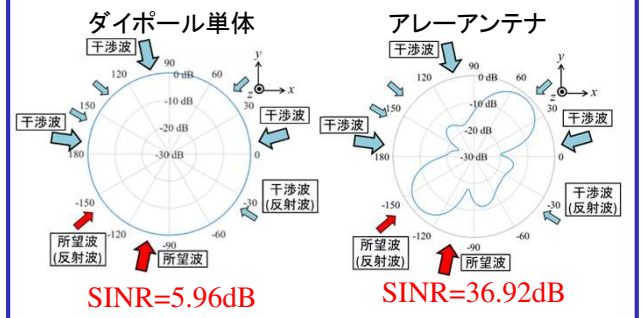 ダイポール単体
干渉波
90
0 dB
120
60
y
x
z
150
30
-10 dB
干渉波
干渉波
-20 dB
180
-30 dB
0
干渉波
(反射波)
-150
-30
所望波
(反射波)
-120
-60
-90
所望波
SINR=5.96dB
アレーアンテナ
干渉波
90
0 dB
120
60
y
x
z
150
30
-10 dB
干渉波
干渉波
-20 dB
180
-30 dB
0
干渉波
(反射波)
-150
-30
所望波
(反射波)
-120
-60
-90
所望波
SINR=36.92dB